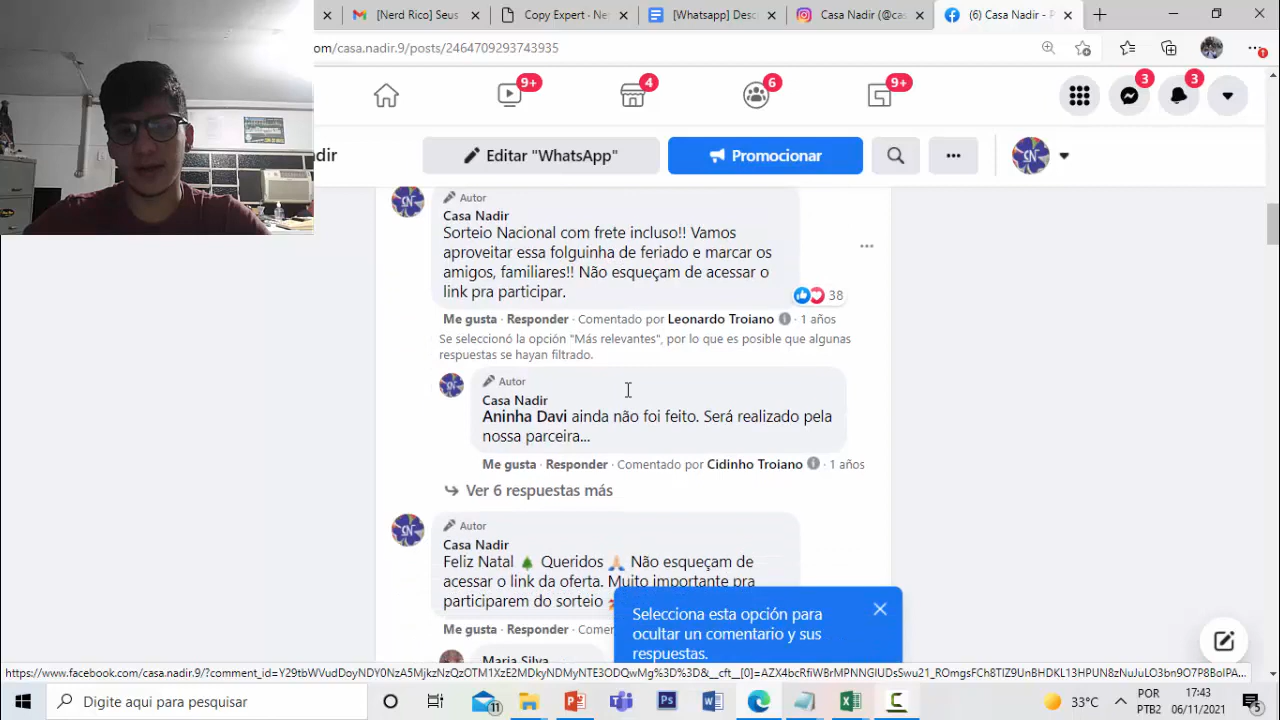 [Nerd Rico] Seus
Copy Expert - Ne
[Whatsapp] Desc
Casa Nadir (@cas
(6) Casa Nadir - P
com/casa.nadir.9/posts/2464709293743935
9+
4
6
9+
3
3
dir
Editar "WhatsApp"
Promocionar
Autor
Casa Nadir
Sorteio Nacional com frete incluso!! Vamos
aproveitar essa folguinha de feriado e marcar os
amigos, familiares!! Não esqueçam de acessar o
link pra participar.
38
Me gusta · Responder · Comentado por Leonardo Troiano · 1 años
Se seleccionó la opción "Más relevantes", por lo que es posible que algunas
respuestas se hayan filtrado.
Autor
Casa Nadir
Aninha Davi ainda não foi feito. Será realizado pela
nossa parceira...
Me gusta · Responder · Comentado por Cidinho Troiano · 1 años
Ver 6 respuestas más
Autor
Casa Nadir
Feliz Natal 🎄 Queridos 🙏🏻 Não esqueçam de
acessar o link da oferta. Muito importante pra
participarem do sorteio
Me gusta · Responder · Comen
Maria Silva
Selecciona esta opción para
ocultar un comentario y sus
respuestas.
Digite aqui para pesquisar
11
33°C
POR
PTB2
17:43
06/11/2021
5